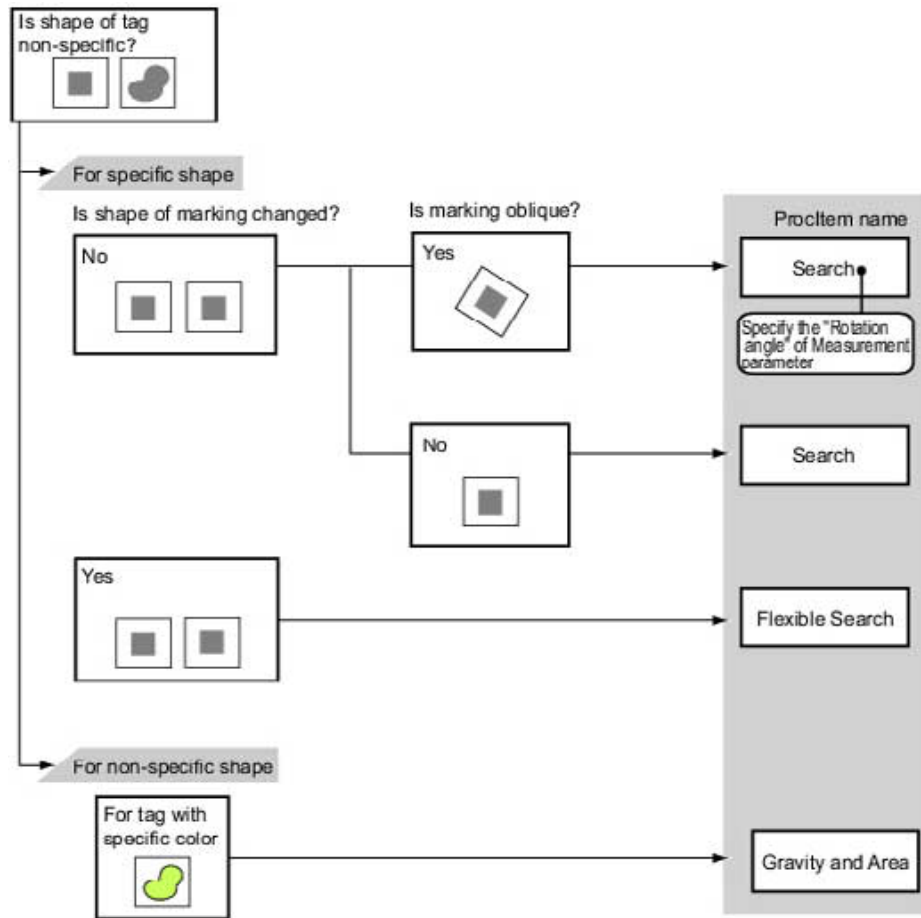 Is shape of tag
non-specific?
For specific shape
Is shape of marking changed?
Is marking oblique?
ProcItem name
No
Yes
Search
Specify the "Rotation
angle" of Measurement
parameter
No
Search
Yes
Flexible Search
For non-specific shape
For tag with
specific color
Gravity and Area